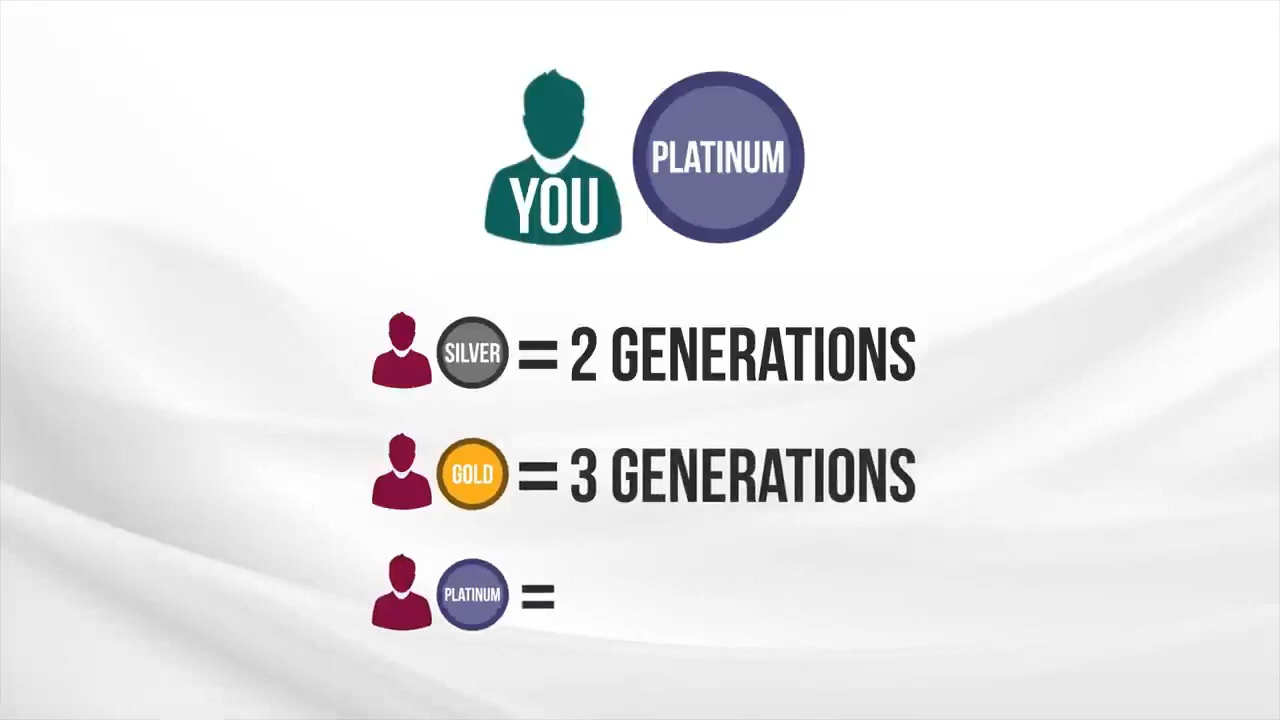 YOU PLATINUM
SILVER = 2 GENERATIONS
GOLD = 3 GENERATIONS
PLATINUM =